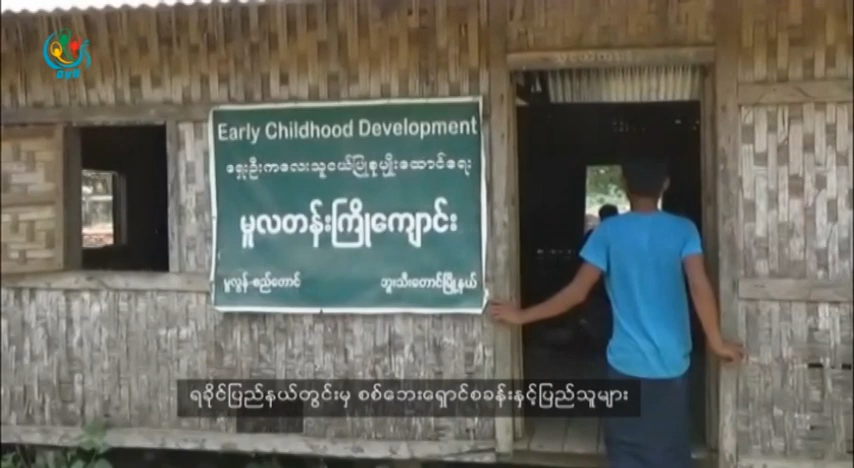 DVB
Early Childhood Development
ရှေးဦးကလေးသူငယ်ပြုစုပျိုးထောင်ရေး
မူလတန်းကြိုကျောင်း
မူလွန်-စည်တောင်
ဘူးသီးတောင်မြို့နယ်
ရခိုင်ပြည်နယ်တွင်းမှ စစ်ဘေးရှောင်စခန်းနှင့်ပြည်သူများ